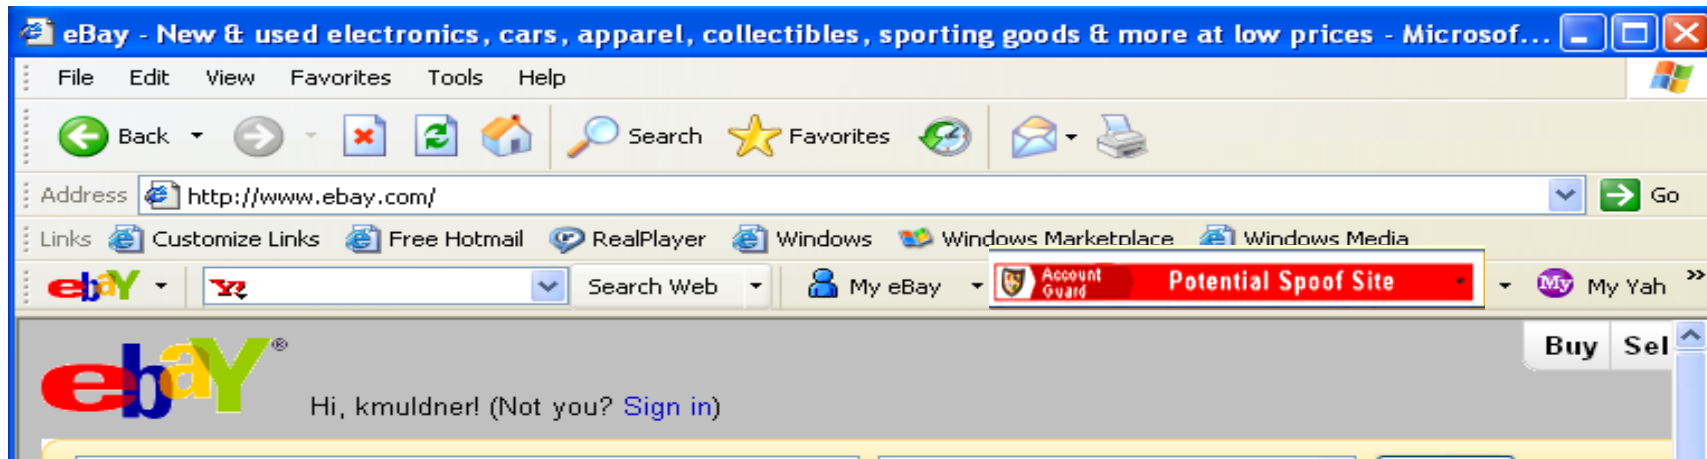 eBay - New & used electronics, cars, apparel, collectibles, sporting goods & more at low prices - Microsof...
File Edit View Favorites Tools Help
Back Search Favorites
Address http://www.ebay.com/ Go
Links Customize Links Free Hotmail RealPlayer Windows Windows Marketplace Windows Media
ebaY Y! Search Web My eBay Account Guard Potential Spoof Site My My Yah »
ebaY® Buy Sel
Hi, kmuldner! (Not you? Sign in)